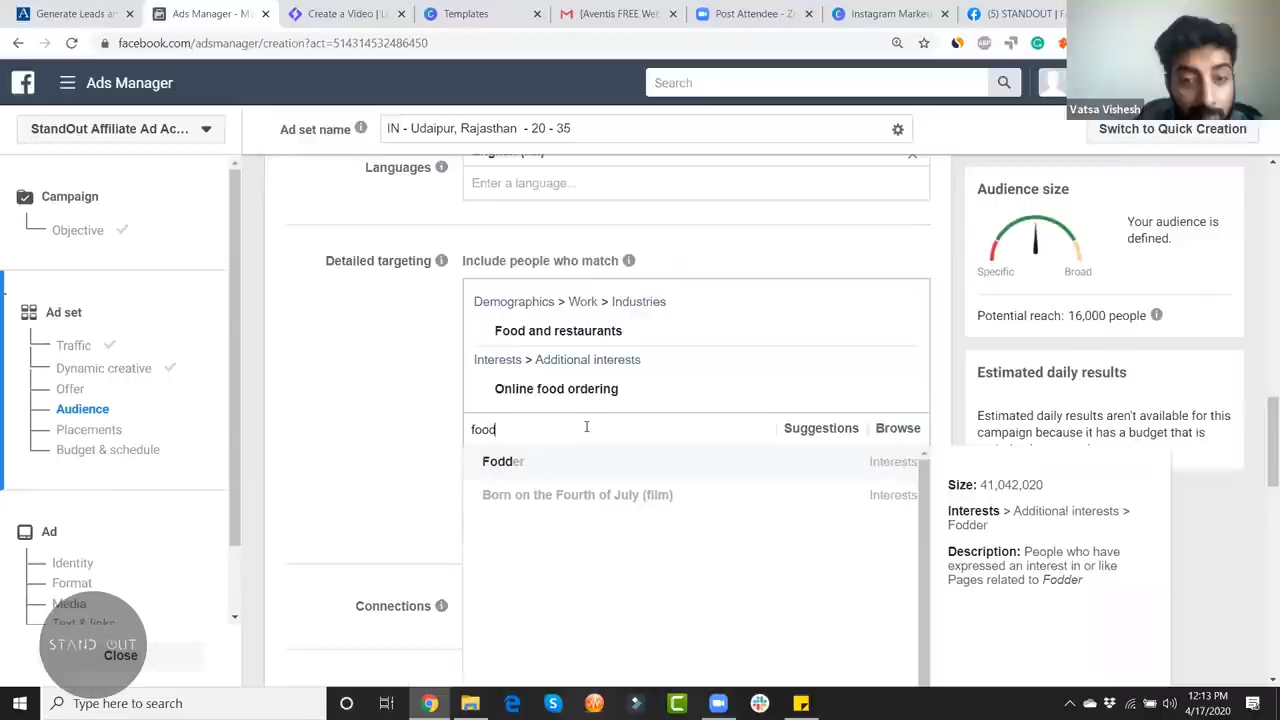 Generate and Lea
Ads Manager - M
Create a Video | L
Templates
[Aventis FREE Web
Post Attendee - Z
Instagram Marke
(5) STANDOUT | F
facebook.com/adsmanager/creation?act=514314532486450
Ads Manager
Search
Vatsa Vishesh
StandOut Affiliate Ad Ac...
Ad set name
IN - Udaipur, Rajasthan - 20 - 35
Switch to Quick Creation
Campaign
Objective
Ad set
Traffic
Dynamic creative
Offer
Audience
Placements
Budget & schedule
Ad
Identity
Format
Media
Text & links
STAND OUT
Close
Languages
Enter a language...
Detailed targeting
Include people who match
Demographics > Work > Industries
Food and restaurants
Interests > Additional interests
Online food ordering
food
Suggestions
Browse
Fodder
Interests
Born on the Fourth of July (film)
Interests
Connections
Audience size
Specific
Broad
Your audience is
defined.
Potential reach: 16,000 people
Estimated daily results
Estimated daily results aren't available for this
campaign because it has a budget that is
Size: 41,042,020
Interests > Additional interests >
Fodder
Description: People who have
expressed an interest in or like
Pages related to Fodder
Type here to search
12:13 PM
4/17/2020